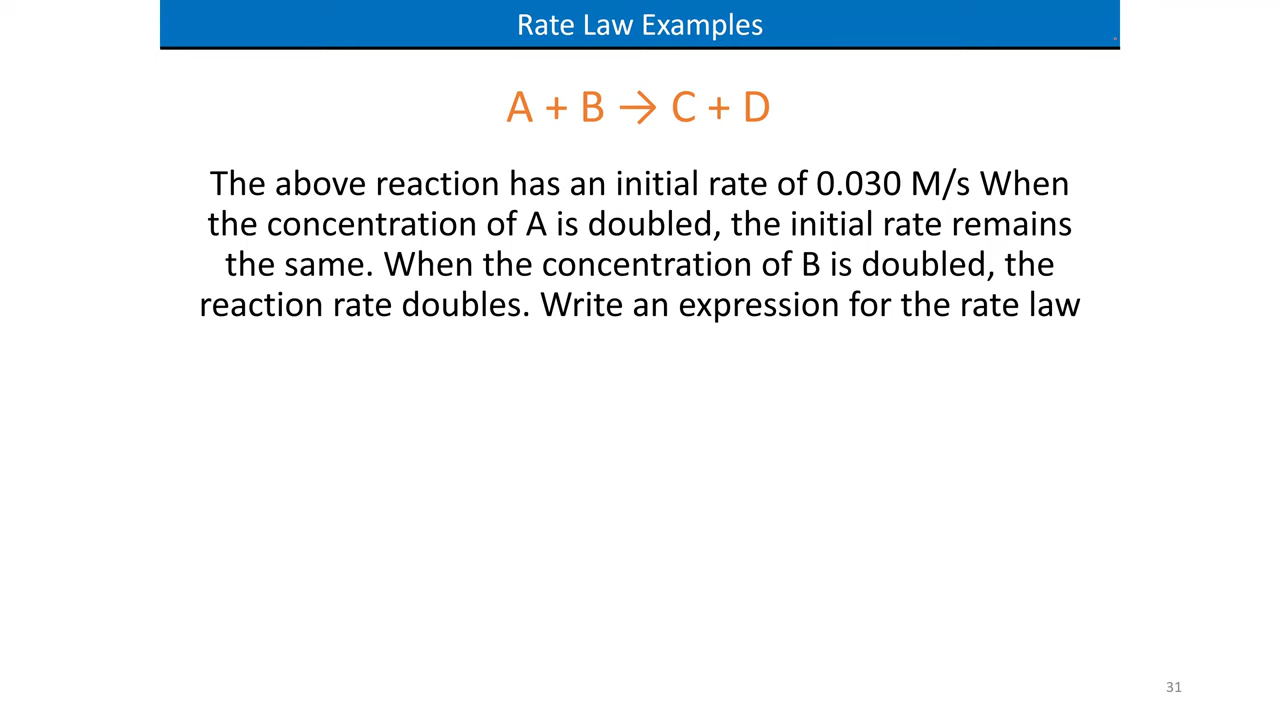 Rate Law Examples
A + B → C + D
The above reaction has an initial rate of 0.030 M/s When
the concentration of A is doubled, the initial rate remains
the same. When the concentration of B is doubled, the
reaction rate doubles. Write an expression for the rate law
31